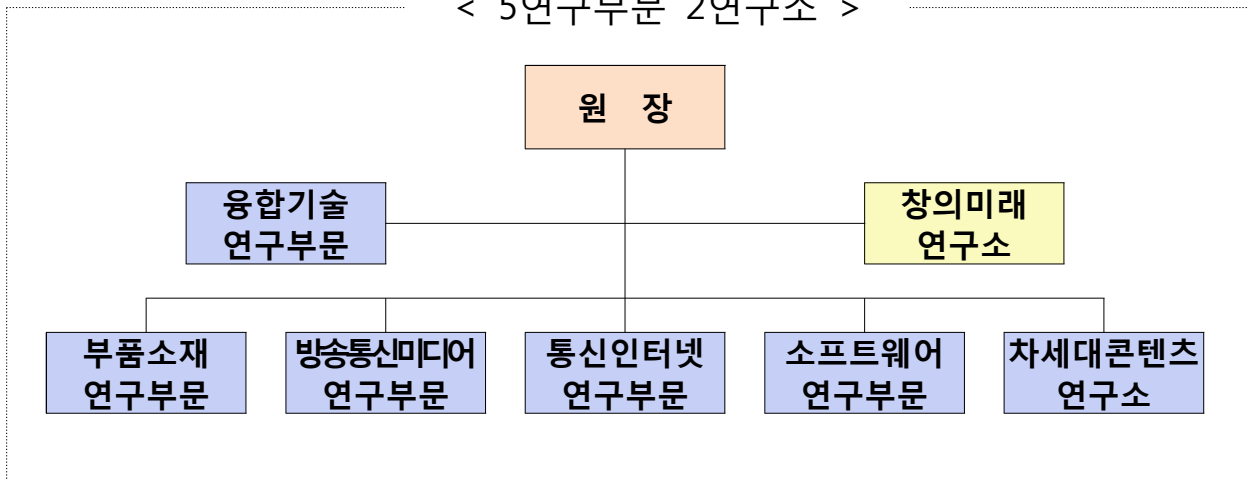 < 5연구부문 2연구소 >
원 장
융합기술
연구부문
창의미래
연구소
부품소재
연구부문
방송통신미디어
연구부문
통신인터넷
연구부문
소프트웨어
연구부문
차세대콘텐츠
연구소